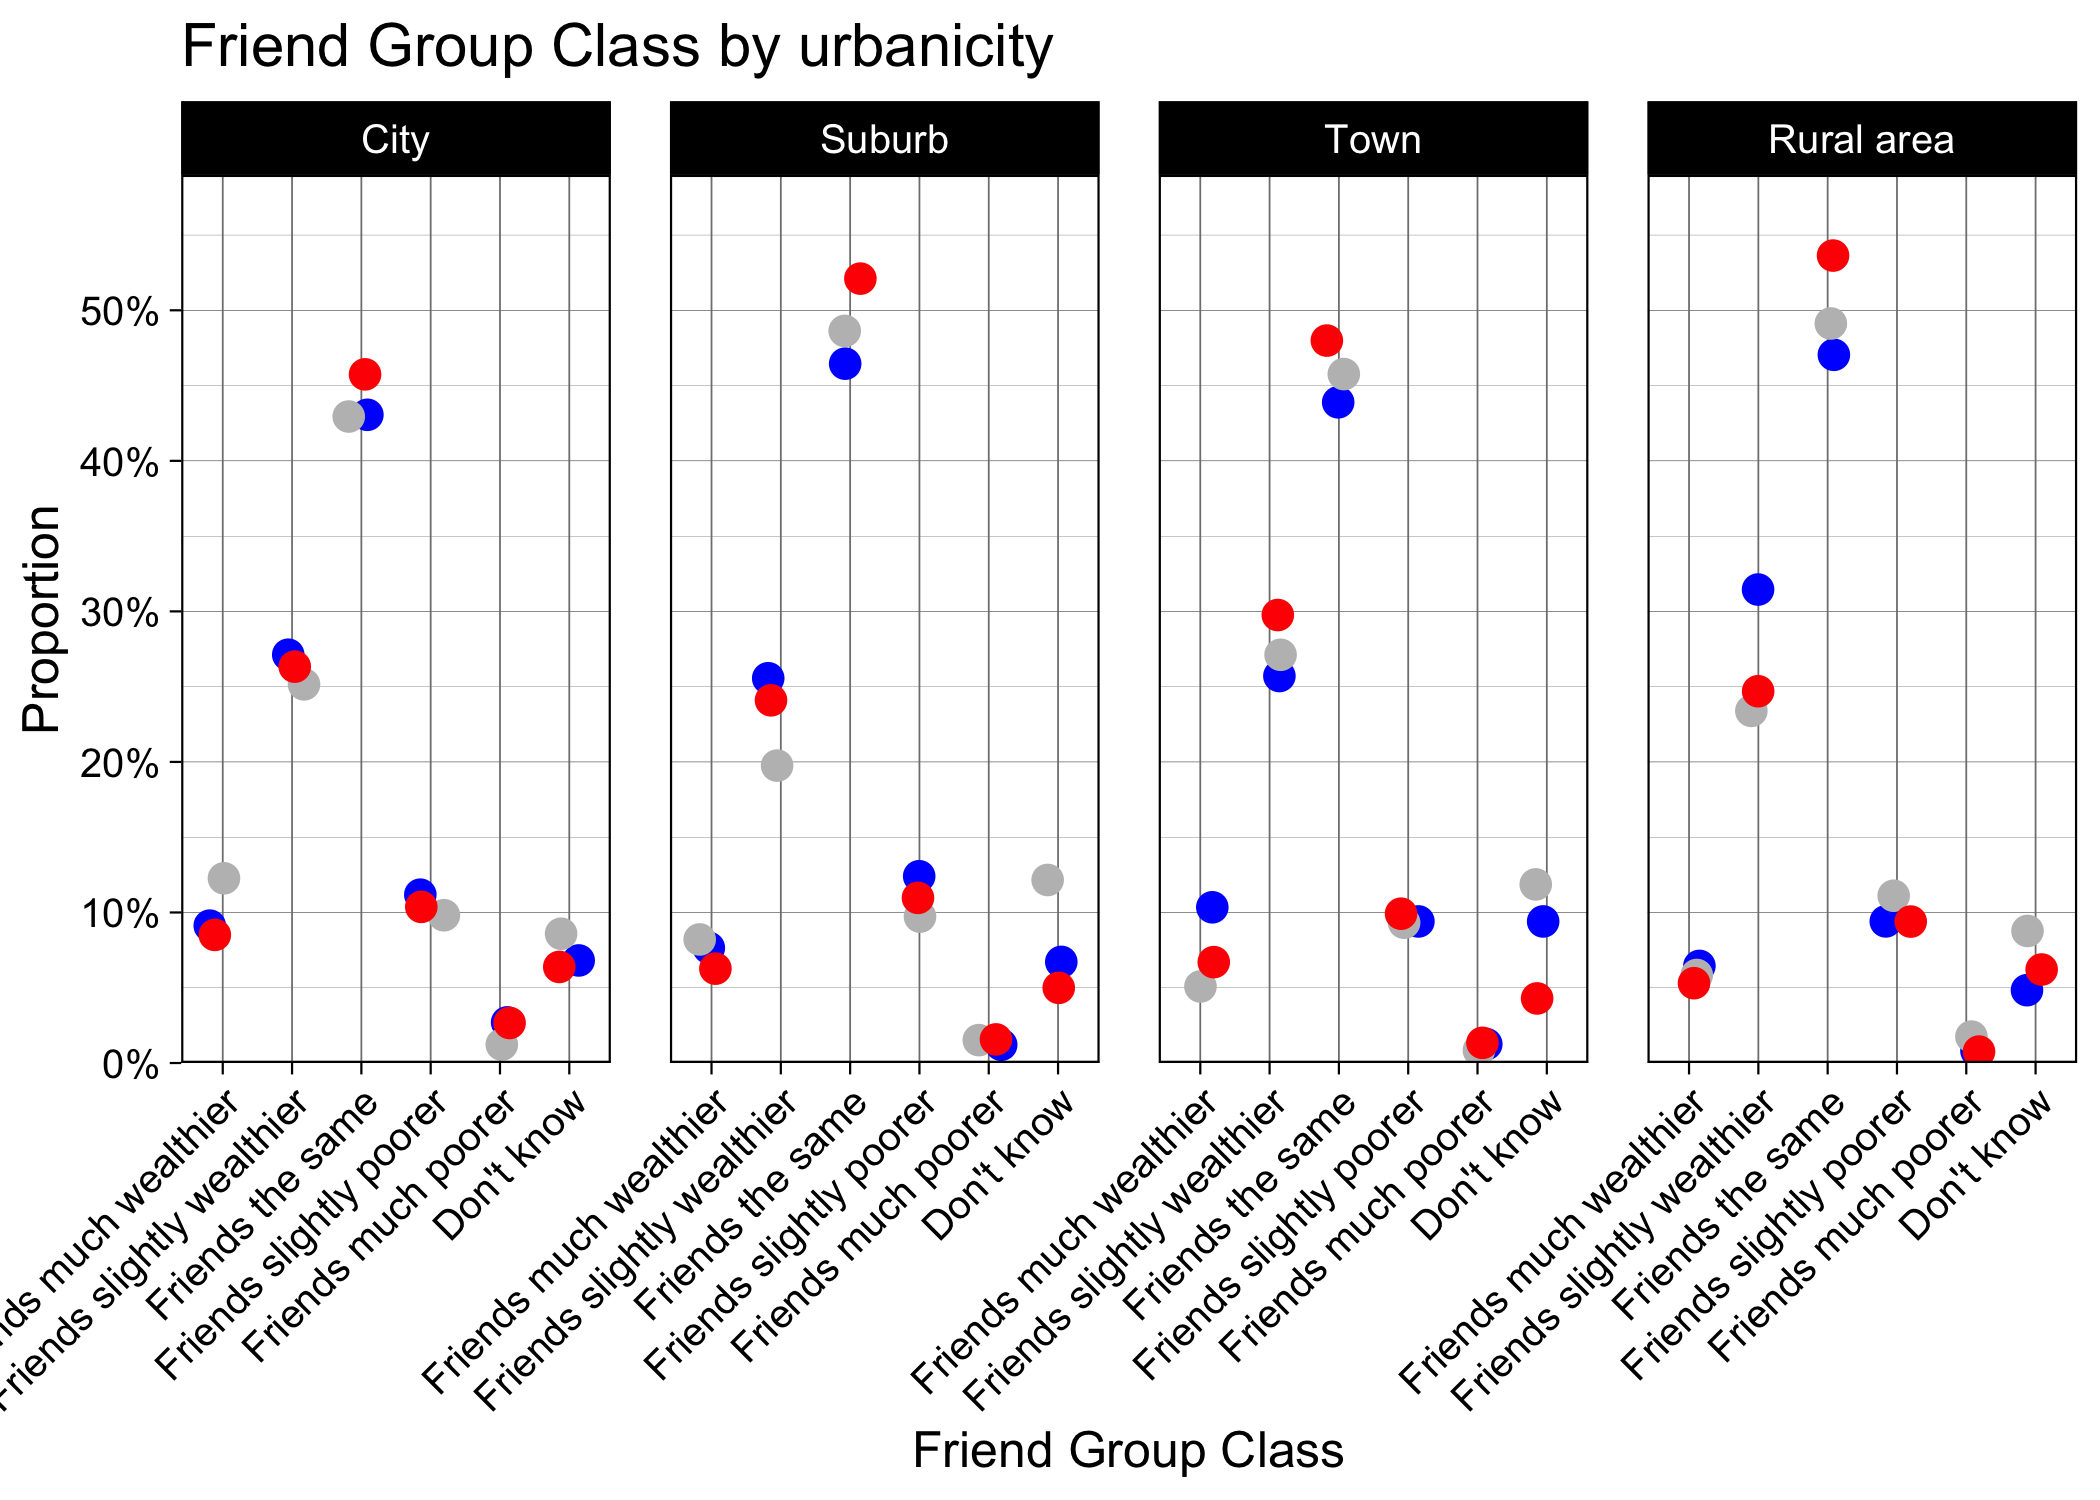 Friend Group Class by urbanicity
City
Suburb
Town
Rural area
Proportion
50%
40%
30%
20%
10%
0%
much wealthier
Friends slightly wealthier
Friends the same
Friends slightly poorer
Friends much poorer
Don't know
Friends much wealthier
Friends slightly wealthier
Friends the same
Friends slightly poorer
Friends much poorer
Don't know
Friends much wealthier
Friends slightly wealthier
Friends the same
Friends slightly poorer
Friends much poorer
Don't know
Friends much wealthier
Friends slightly wealthier
Friends the same
Friends slightly poorer
Friends much poorer
Don't know
Friend Group Class